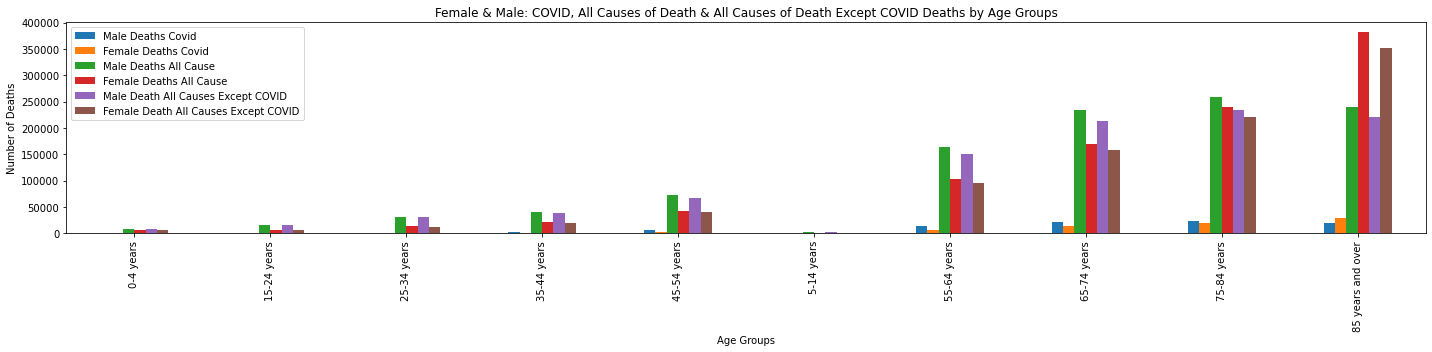 Female & Male: COVID, All Causes of Death & All Causes of Death Except COVID Deaths by Age Groups
400000
350000
300000
250000
200000
150000
100000
50000
0
Number of Deaths
Male Deaths Covid
Female Deaths Covid
Male Deaths All Cause
Female Deaths All Cause
Male Death All Causes Except COVID
Female Death All Causes Except COVID
0-4 years
15-24 years
25-34 years
35-44 years
45-54 years
5-14 years
55-64 years
65-74 years
75-84 years
85 years and over
Age Groups